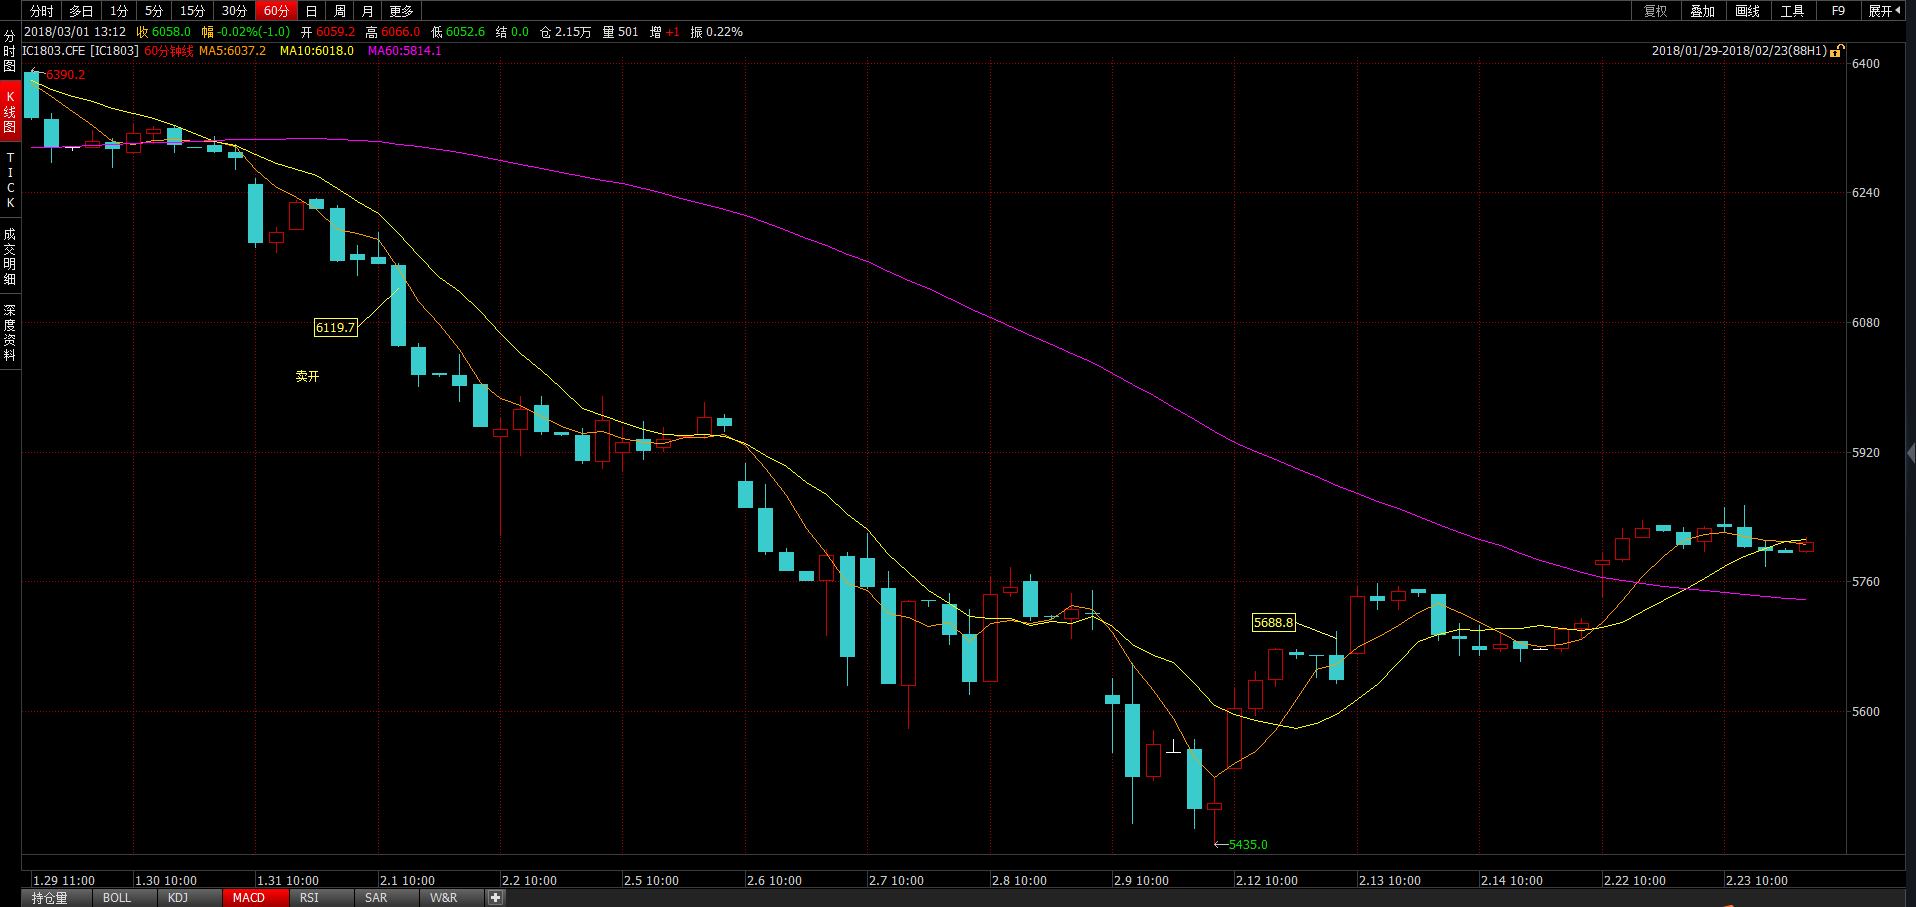 分时 多日 1分 5分 15分 30分 60分 日 周 月 更多 复权 叠加 画线 工具 F9 展开
2018/03/01 13:12 收 6058.0 幅 -0.02%(-1.0) 开 6059.2 高 6066.0 低 6052.6 结 0.0 仓 2.15万 量 501 增 +1 振 0.22%
IC1803.CFE [IC1803] 60分钟线 MA5:6037.2 MA10:6018.0 MA60:5814.1 2018/01/29-2018/02/23(88H1)
分时图
K线图
TICK
成交明细
深度资料
6390.2
6119.7
卖开
5688.8
5435.0
6400
6240
6080
5920
5760
5600
1.29 11:00 1.30 10:00 1.31 10:00 2.1 10:00 2.2 10:00 2.5 10:00 2.6 10:00 2.7 10:00 2.8 10:00 2.9 10:00 2.12 10:00 2.13 10:00 2.14 10:00 2.22 10:00 2.23 10:00
持仓量 BOLL KDJ MACD RSI SAR W&R